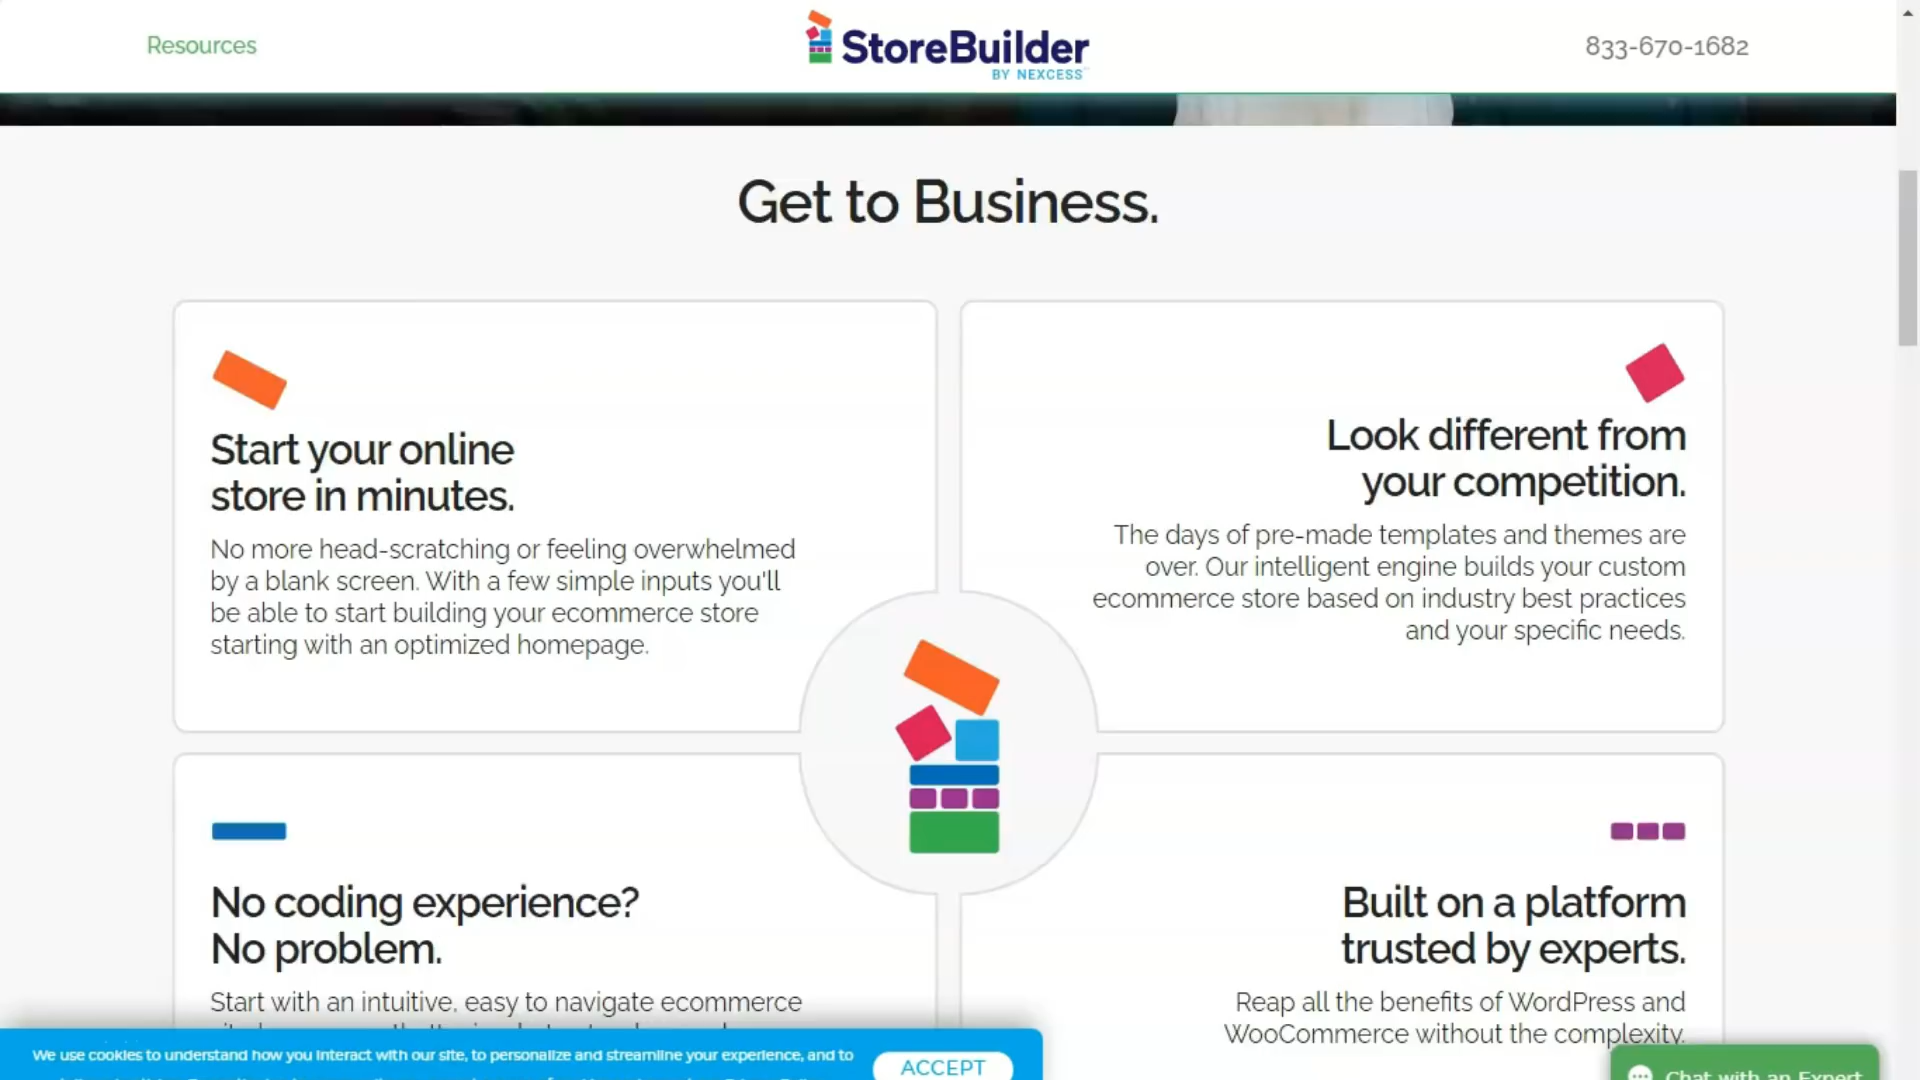 Resources
StoreBuilder
BY NEXCESS
833-670-1682
Get to Business.
Start your online
store in minutes.
No more head-scratching or feeling overwhelmed
by a blank screen. With a few simple inputs you'll
be able to start building your ecommerce store
starting with an optimized homepage.
Look different from
your competition.
The days of pre-made templates and themes are
over. Our intelligent engine builds your custom
ecommerce store based on industry best practices
and your specific needs.
No coding experience?
No problem.
Start with an intuitive, easy to navigate ecommerce
Built on a platform
trusted by experts.
Reap all the benefits of WordPress and
WooCommerce without the complexity.
We use cookies to understand how you interact with our site, to personalize and streamline your experience, and to
ACCEPT
Chat with an Expert